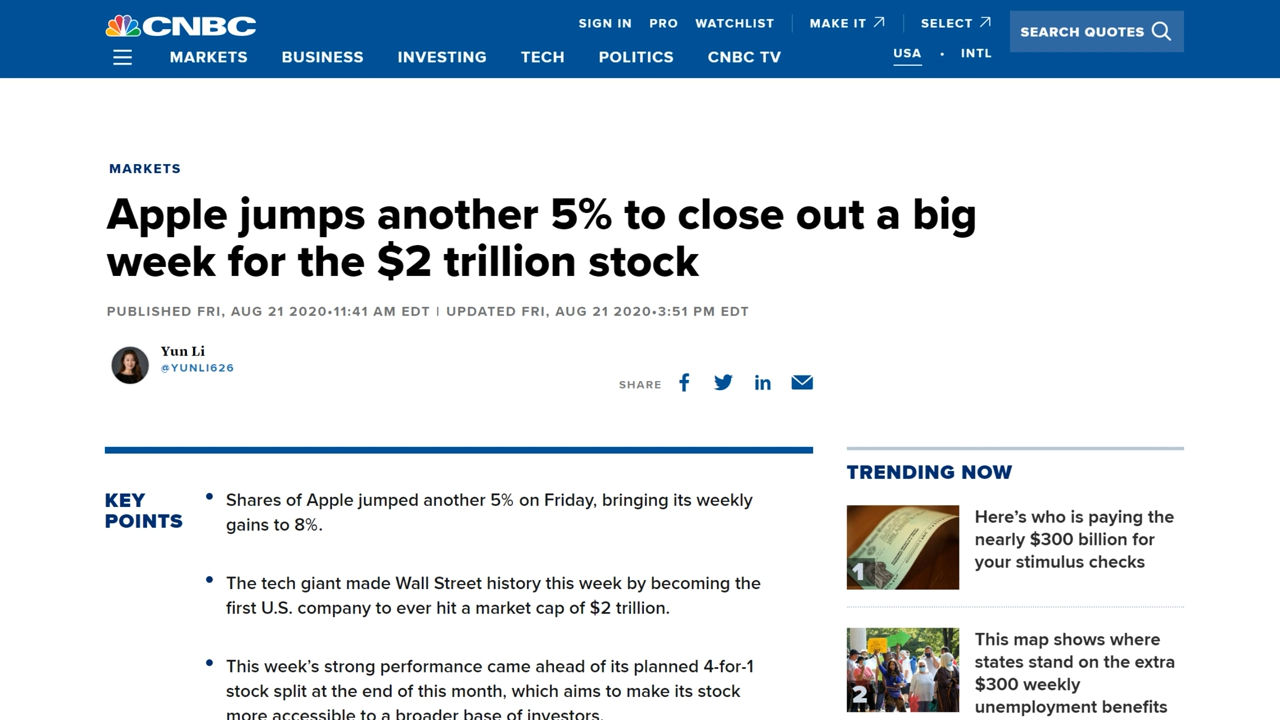 CNBC
SIGN IN PRO WATCHLIST MAKE IT SELECT
SEARCH QUOTES
USA • INTL
MARKETS BUSINESS INVESTING TECH POLITICS CNBC TV
MARKETS
Apple jumps another 5% to close out a big
week for the $2 trillion stock
PUBLISHED FRI, AUG 21 2020•11:41 AM EDT | UPDATED FRI, AUG 21 2020•3:51 PM EDT
Yun Li
@YUNLI626
SHARE
KEY
POINTS
• Shares of Apple jumped another 5% on Friday, bringing its weekly
gains to 8%.
• The tech giant made Wall Street history this week by becoming the
first U.S. company to ever hit a market cap of $2 trillion.
• This week’s strong performance came ahead of its planned 4-for-1
stock split at the end of this month, which aims to make its stock
more accessible to a broader base of investors.
TRENDING NOW
1
Here’s who is paying the
nearly $300 billion for
your stimulus checks
2
This map shows where
states stand on the extra
$300 weekly
unemployment benefits